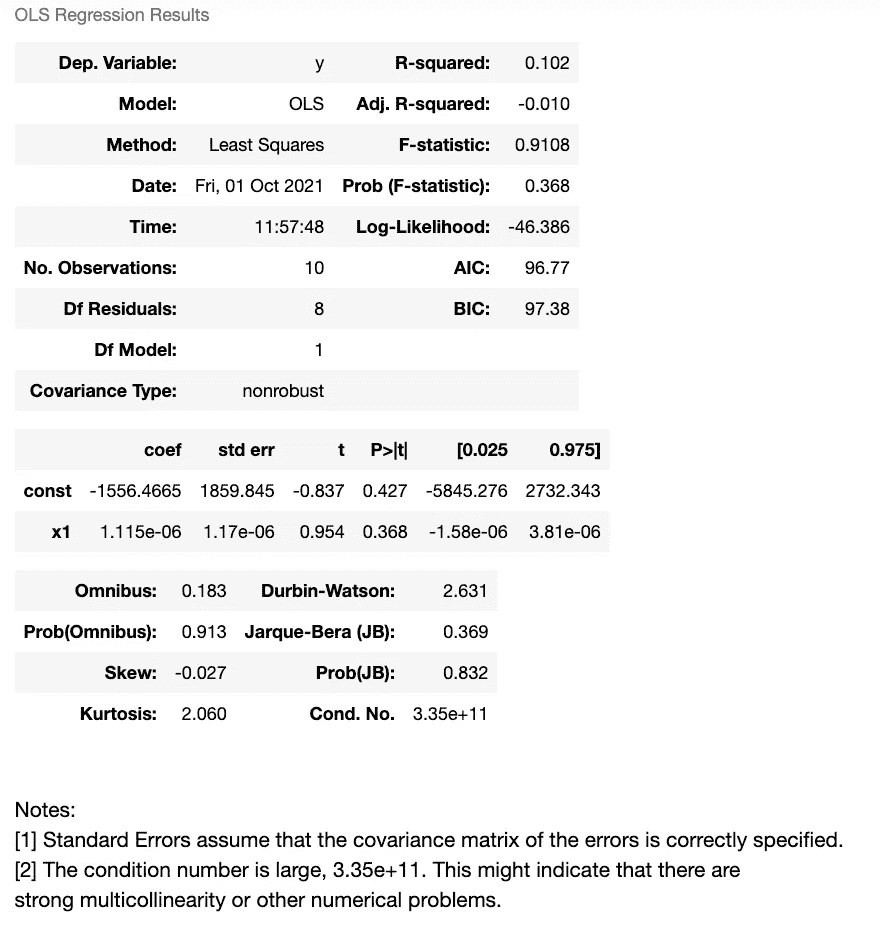 OLS Regression Results
Dep. Variable: y R-squared: 0.102
Model: OLS Adj. R-squared: -0.010
Method: Least Squares F-statistic: 0.9108
Date: Fri, 01 Oct 2021 Prob (F-statistic): 0.368
Time: 11:57:48 Log-Likelihood: -46.386
No. Observations: 10 AIC: 96.77
Df Residuals: 8 BIC: 97.38
Df Model: 1
Covariance Type: nonrobust
coef std err t P>|t| [0.025 0.975]
const -1556.4665 1859.845 -0.837 0.427 -5845.276 2732.343
x1 1.115e-06 1.17e-06 0.954 0.368 -1.58e-06 3.81e-06
Omnibus: 0.183 Durbin-Watson: 2.631
Prob(Omnibus): 0.913 Jarque-Bera (JB): 0.369
Skew: -0.027 Prob(JB): 0.832
Kurtosis: 2.060 Cond. No. 3.35e+11
Notes:
[1] Standard Errors assume that the covariance matrix of the errors is correctly specified.
[2] The condition number is large, 3.35e+11. This might indicate that there are
strong multicollinearity or other numerical problems.